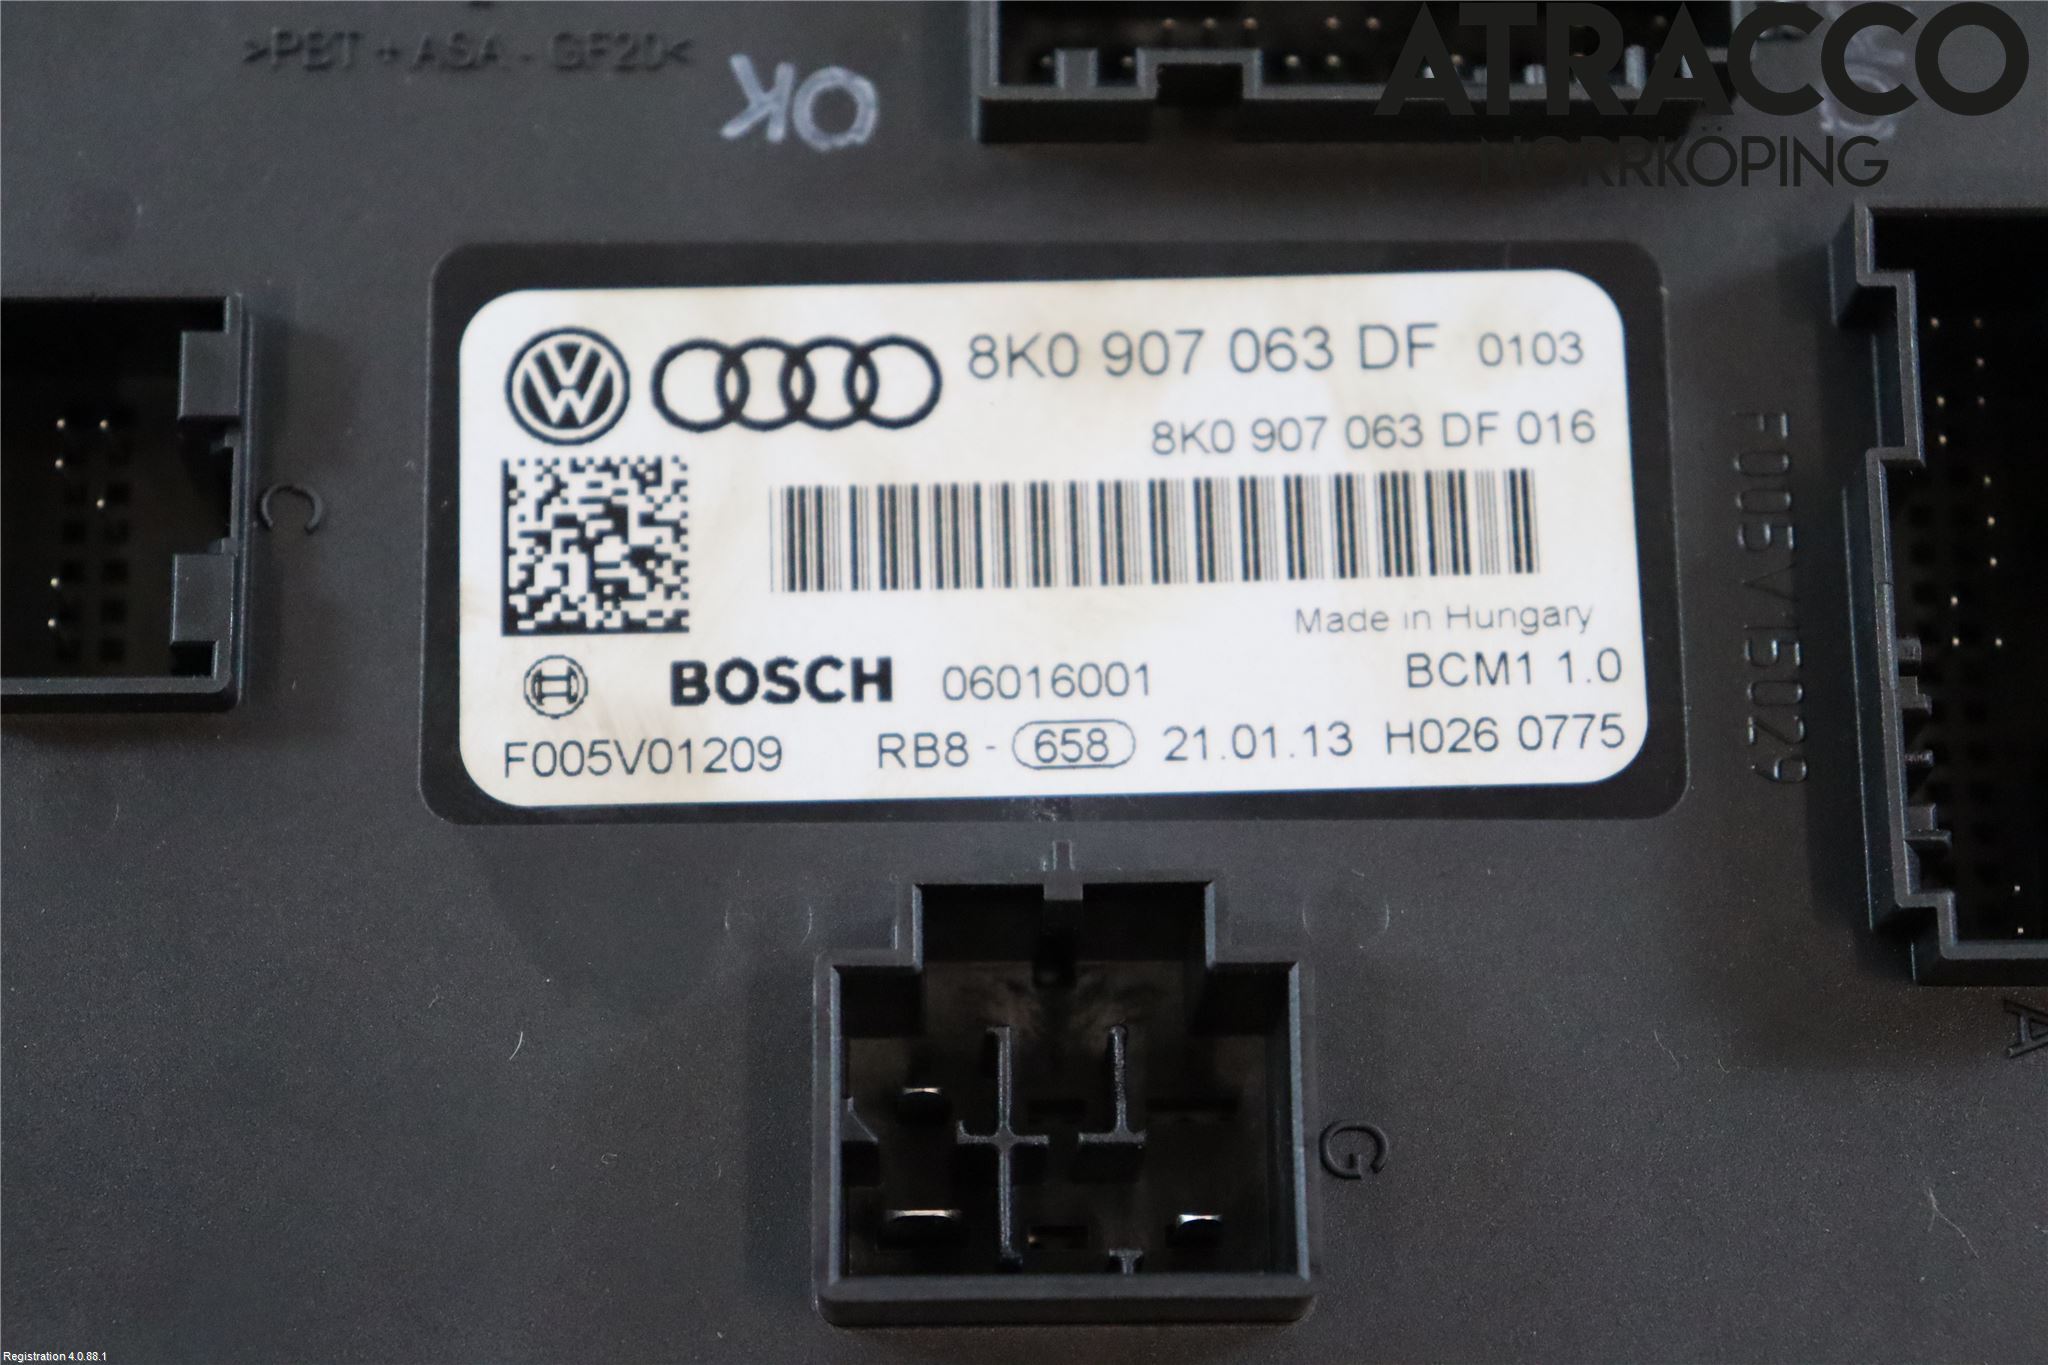 >PBT + ASA - GF20<
OK
ATRACCO
NORRKÖPING
8K0 907 063 DF 0103
8K0 907 063 DF 016
Made in Hungary
BOSCH 06016001 BCM1 1.0
F005V01209 RB8 - 658 21.01.13 H026 0775
F005V15029
C
A
G
Registration 4.0.88.1